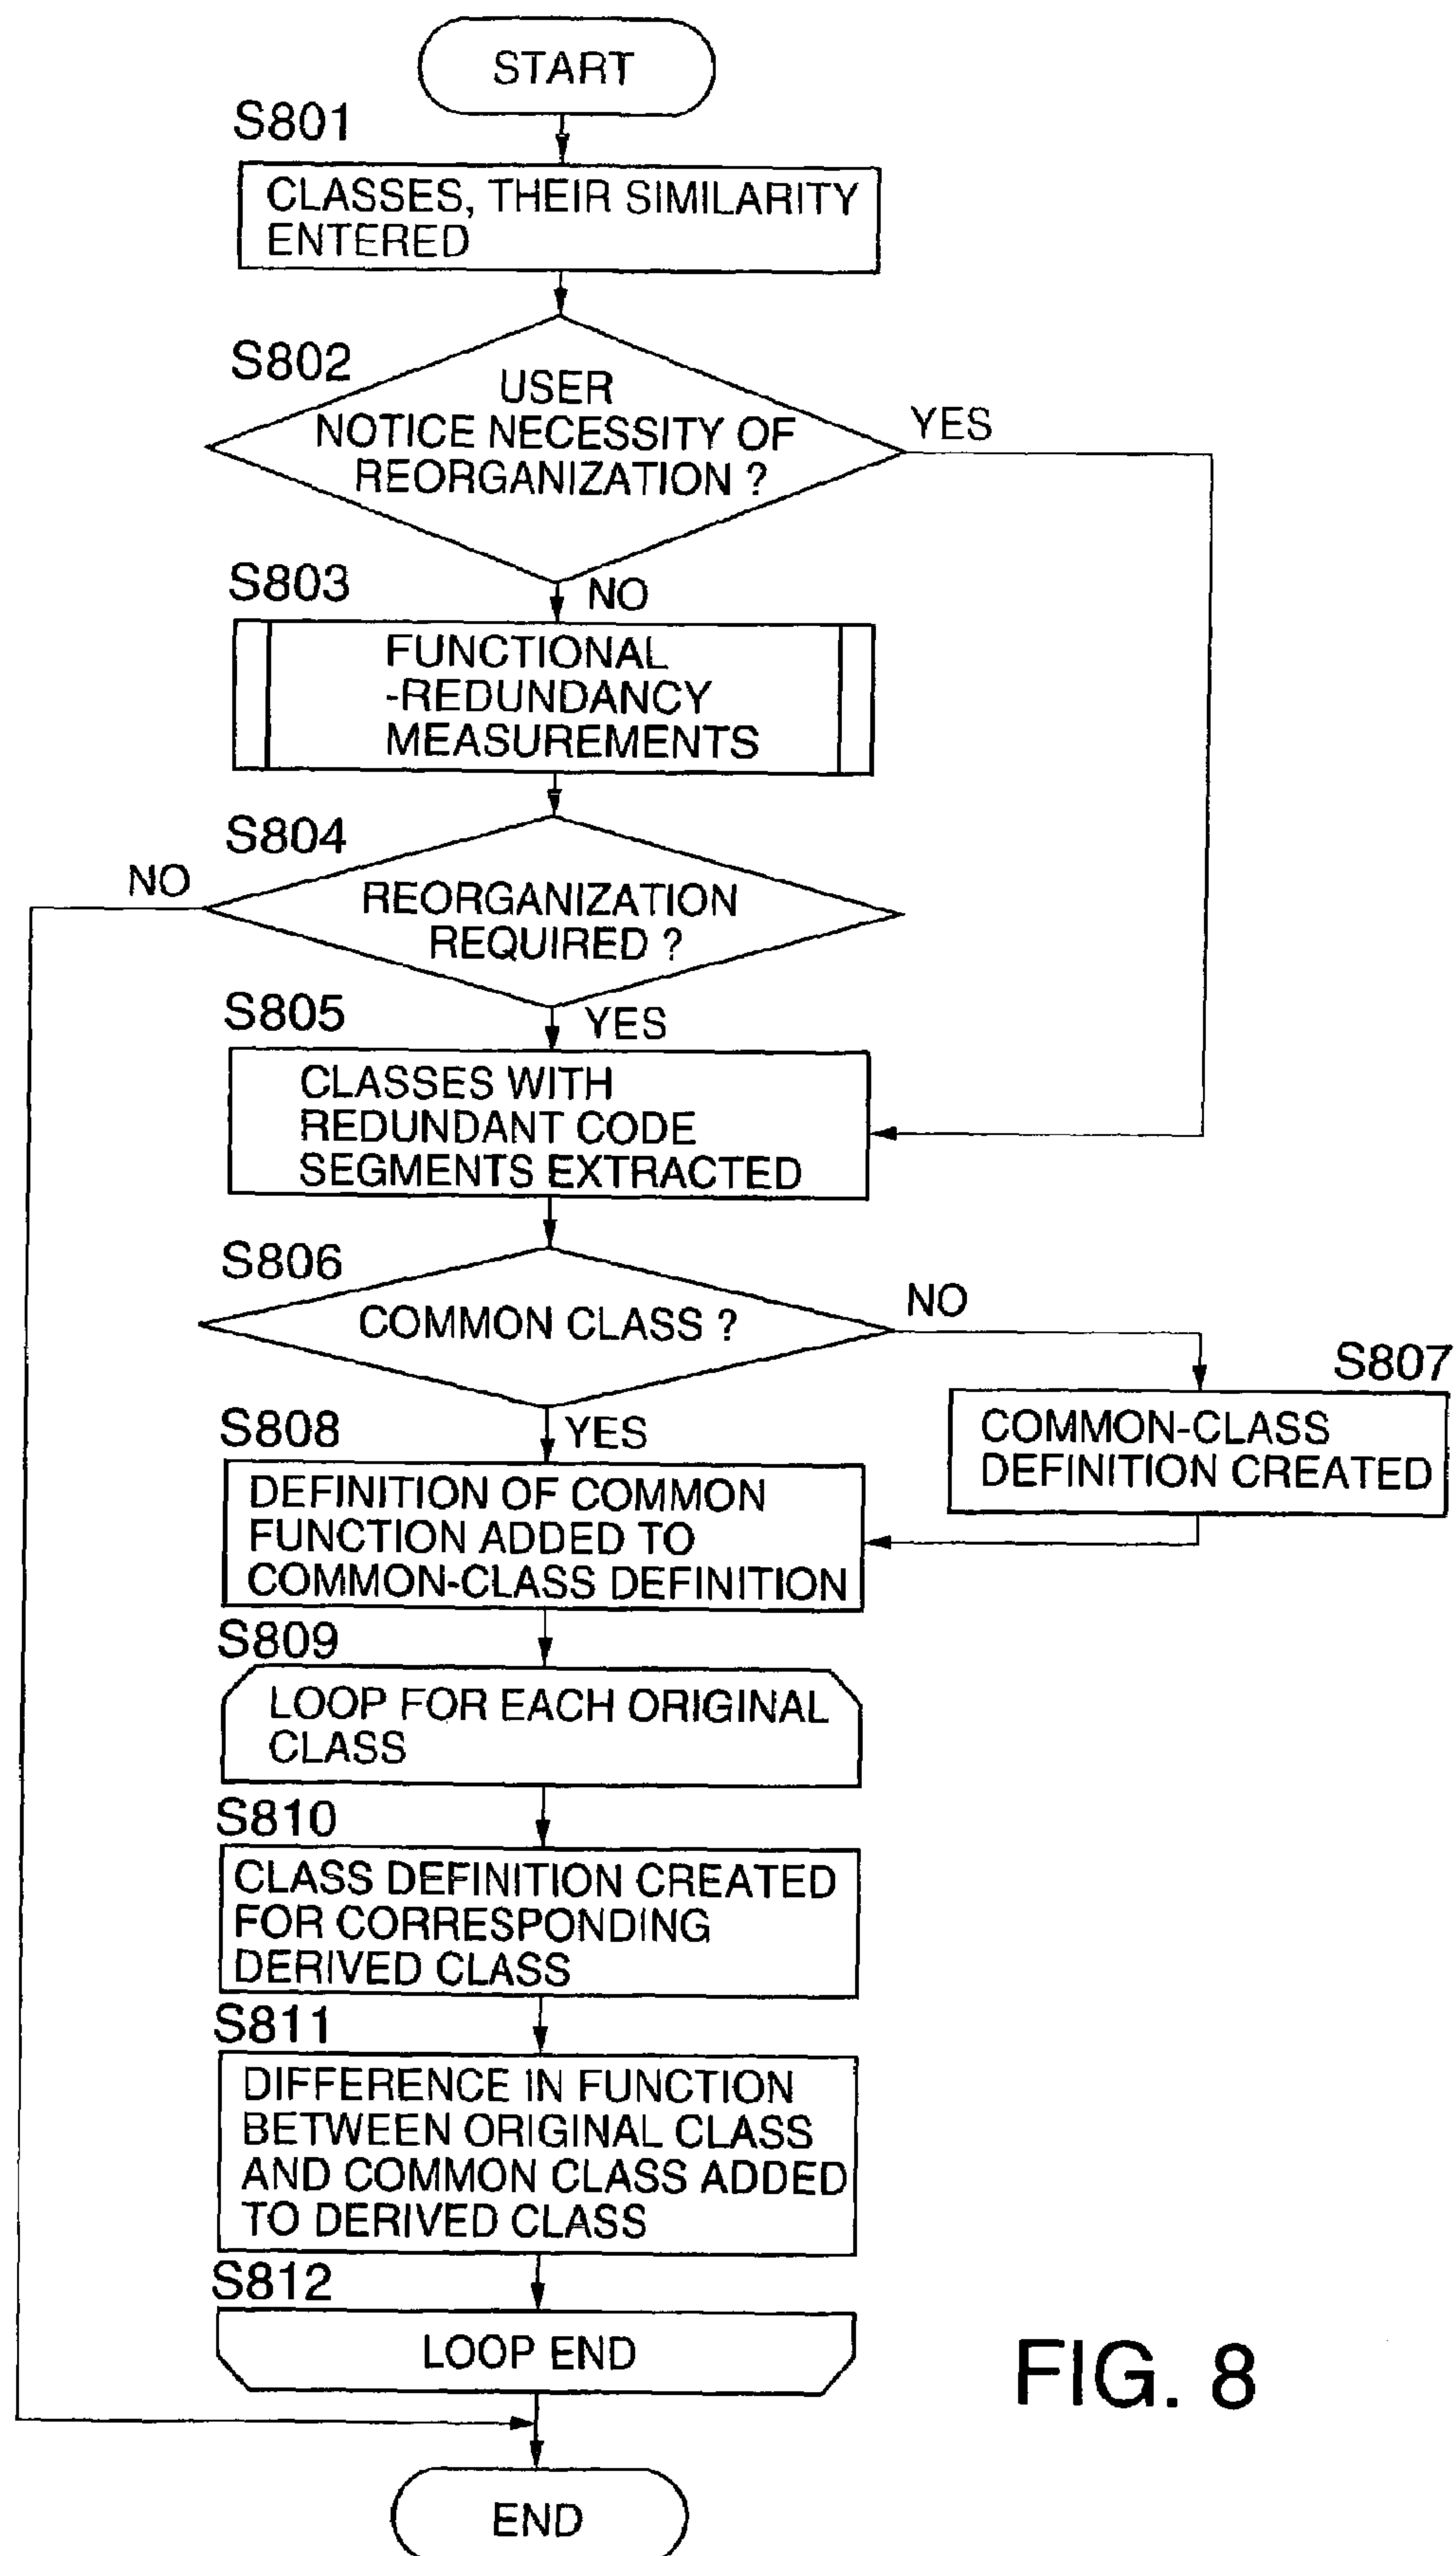 START
S801
CLASSES, THEIR SIMILARITY
ENTERED
S802
USER
NOTICE NECESSITY OF
REORGANIZATION ?
YES
NO
S803
FUNCTIONAL
-REDUNDANCY
MEASUREMENTS
S804
NO
REORGANIZATION
REQUIRED ?
YES
S805
CLASSES WITH
REDUNDANT CODE
SEGMENTS EXTRACTED
S806
COMMON CLASS ?
NO
S807
COMMON-CLASS
DEFINITION CREATED
YES
S808
DEFINITION OF COMMON
FUNCTION ADDED TO
COMMON-CLASS DEFINITION
S809
LOOP FOR EACH ORIGINAL
CLASS
S810
CLASS DEFINITION CREATED
FOR CORRESPONDING
DERIVED CLASS
S811
DIFFERENCE IN FUNCTION
BETWEEN ORIGINAL CLASS
AND COMMON CLASS ADDED
TO DERIVED CLASS
S812
LOOP END
END
FIG. 8